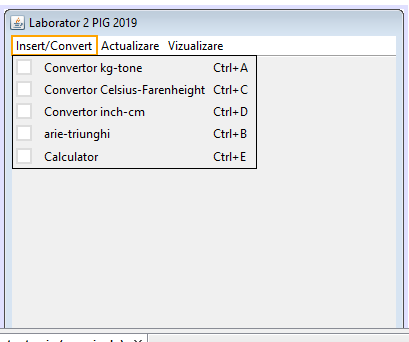 Laborator 2 PIG 2019
Insert/Convert Actualizare Vizualizare
Convertor kg-tone Ctrl+A
Convertor Celsius-Farenheight Ctrl+C
Convertor inch-cm Ctrl+D
arie-triunghi Ctrl+B
Calculator Ctrl+E